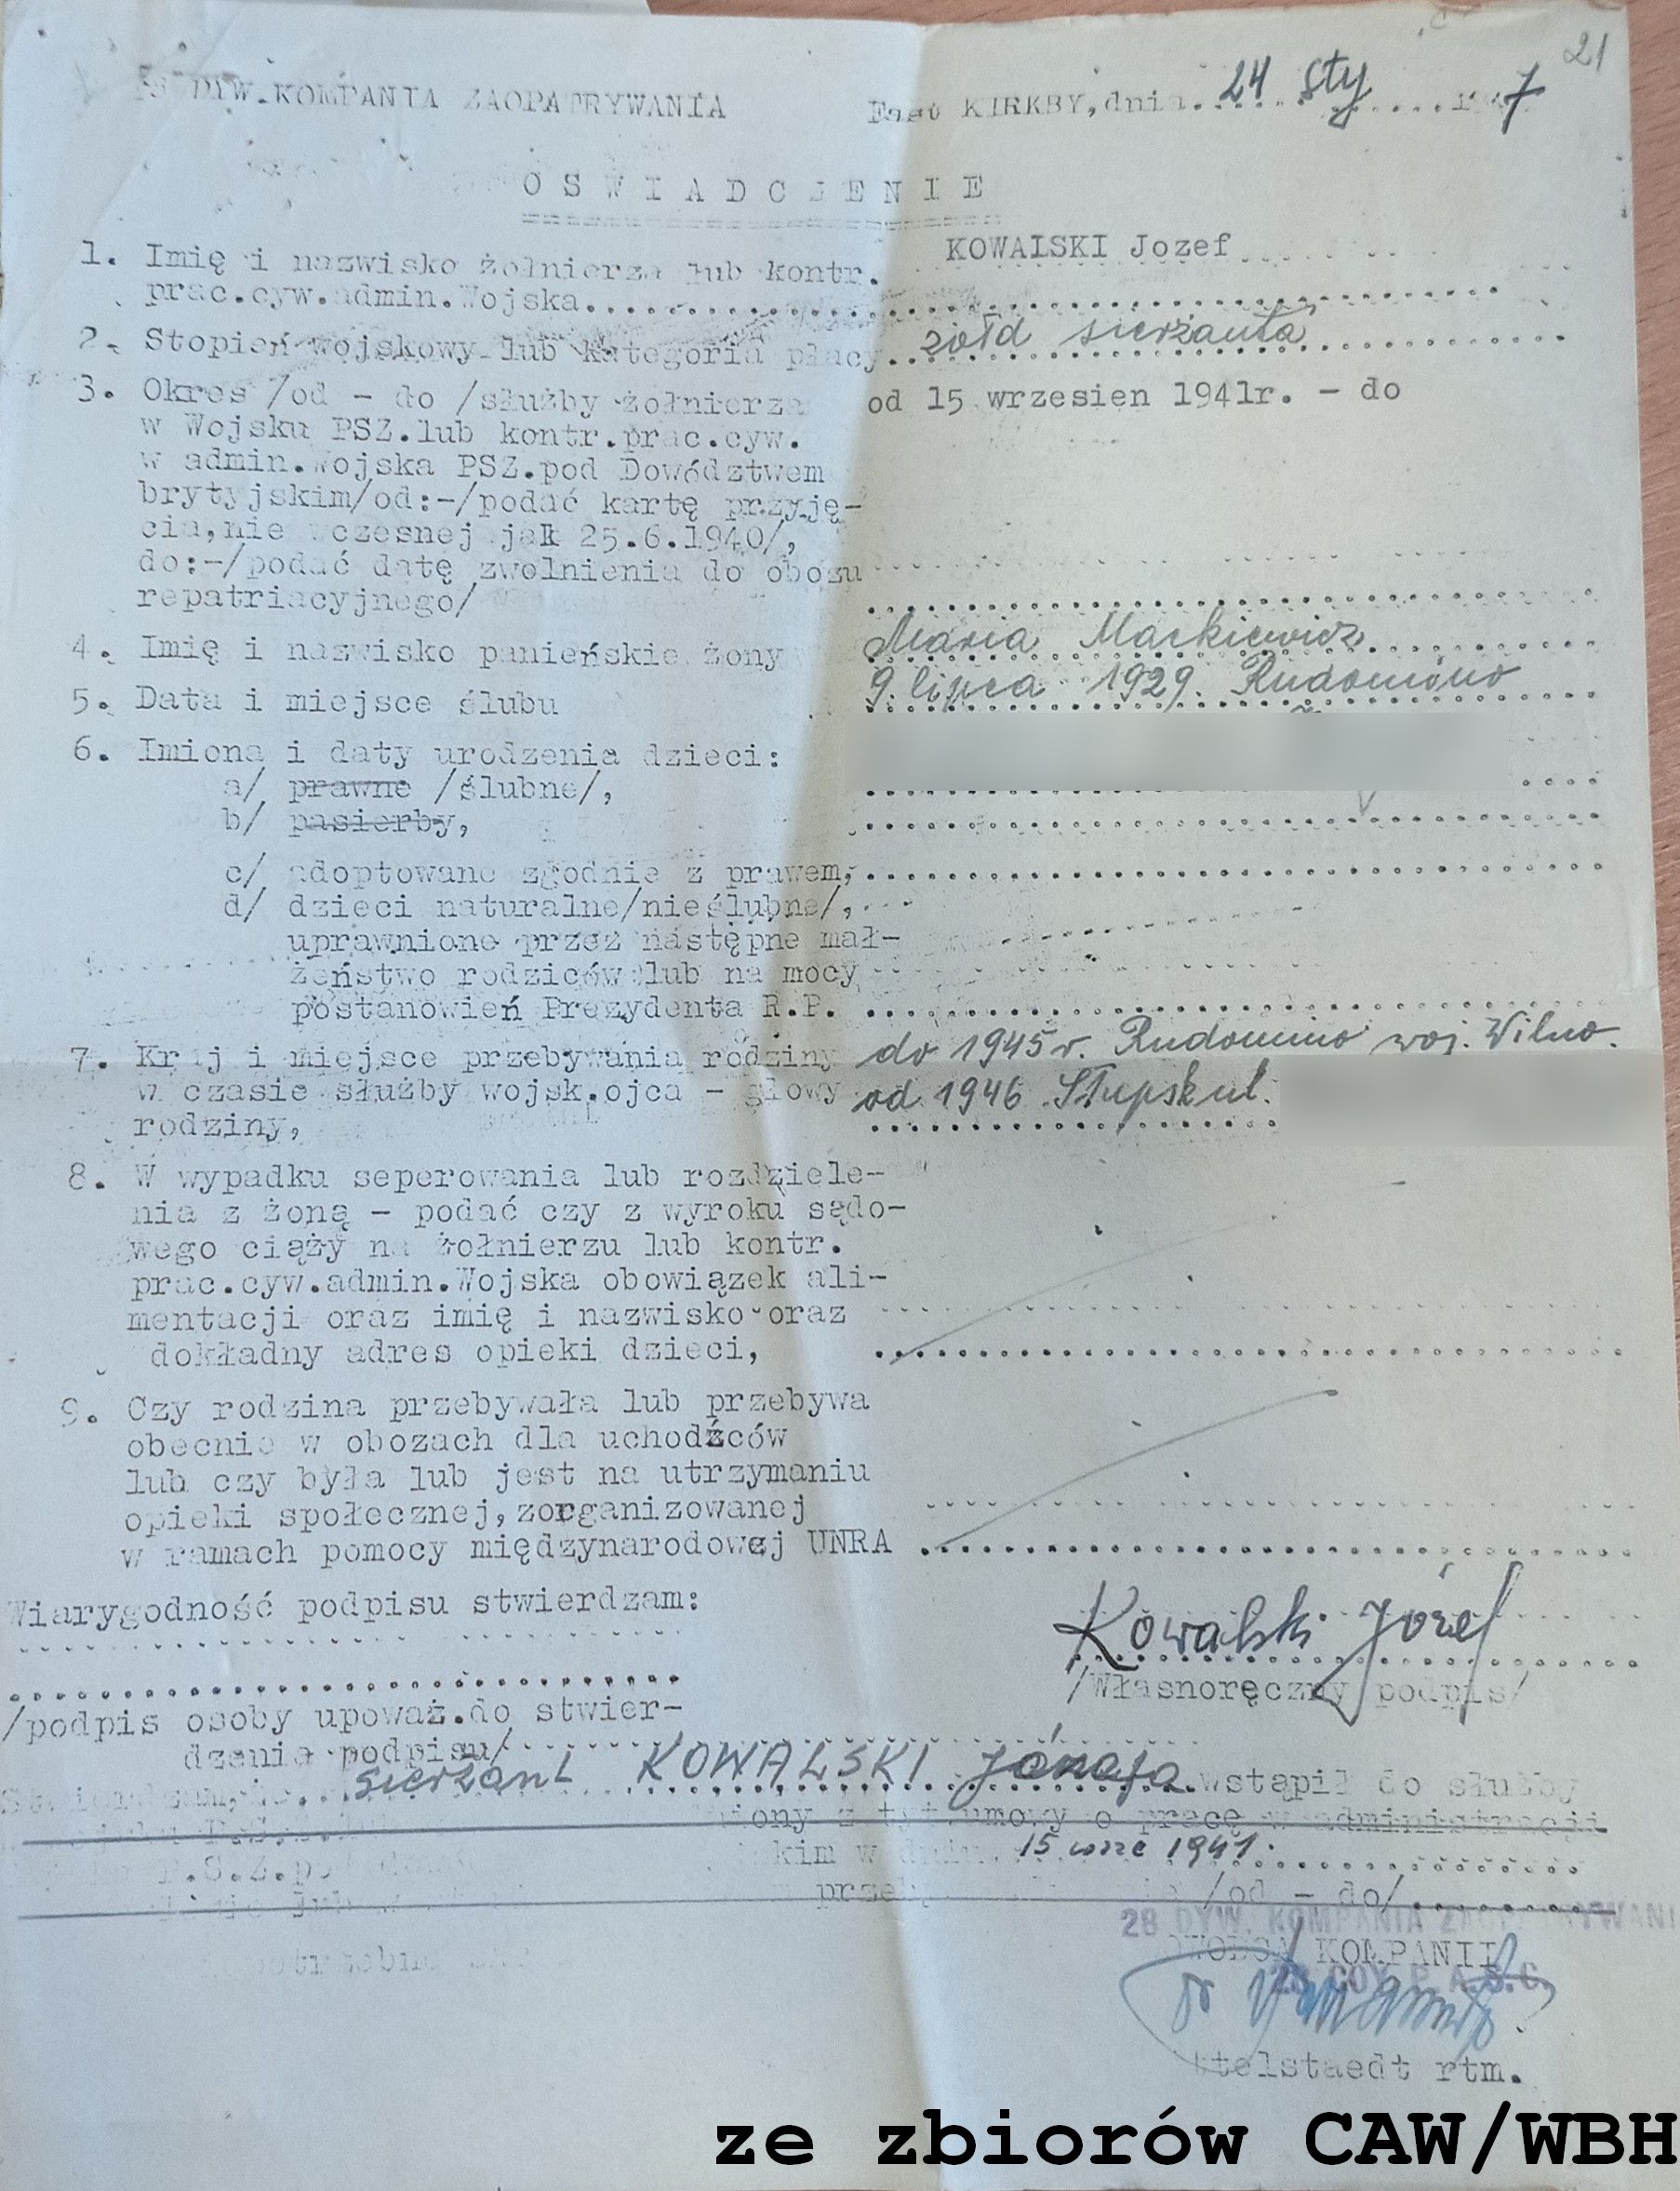 21
DYW.KOMPANIA ZAOPATRYWANIA East KIRKBY,dnia. 24 sty 7
OSWIADCZENIE
1. Imię i nazwisko żołnierza lub kontr. KOWALSKI Jozef
prac.cyw.admin.Wojska
2. Stopień wojskowy lub kategoria płacy żołd sierżanta
3. Okres /od - do /służby żołnierza od 15 wrzesien 1941r. - do
w Wojsku PSZ.lub kontr.prac.cyw.
w admin.Wojska PSZ.pod Dowództwem
brytyjskim/od:-/podać kartę przyję-
cia,nie wczesnej jak 25.6.1940/,
do:-/podać datę zwolnienia do obozu
repatriacyjnego/
4. Imię i nazwisko panieńskie żony Maria Mackiewicz
5. Data i miejsce ślubu 9. lipca 1929. Rudomino
6. Imiona i daty urodzenia dzieci:
a/ prawne /ślubne/,
b/ pasierby,
c/ adoptowane zgodnie z prawem,
d/ dzieci naturalne/nieślubne/,
uprawnione przez następne mał-
żeństwo rodziców lub na mocy
postanowień Prezydenta R.P.
7. Kraj i miejsce przebywania rodziny do 1945 r. Rudomino woj. Wilno.
w czasie służby wojsk.ojca - głowy od 1946 Słupsk ul.
rodziny,
8. W wypadku seperowania lub rozdziele-
nia z żoną - podać czy z wyroku sądo-
wego ciąży na żołnierzu lub kontr.
prac.cyw.admin.Wojska obowiązek ali-
mentacji oraz imię i nazwisko oraz
dokładny adres opieki dzieci,
9. Czy rodzina przebywała lub przebywa
obecnie w obozach dla uchodźców
lub czy była lub jest na utrzymaniu
opieki społecznej,zorganizowanej
w ramach pomocy międzynarodowej UNRA
Wiarygodność podpisu stwierdzam:
Kowalski Józef
/Własnoręczny podpis/
/podpis osoby upoważ.do stwier-
dzenia podpisu/
sierżant KOWALSKI Józefa wstąpił do służby
z tyt umowy o pracę w administracji
15 wrze 1941.
/od - do/
28 DYW. KOMPANIA
KOMPANII
COY P.A.S.C.
rtm.
ze zbiorów CAW/WBH